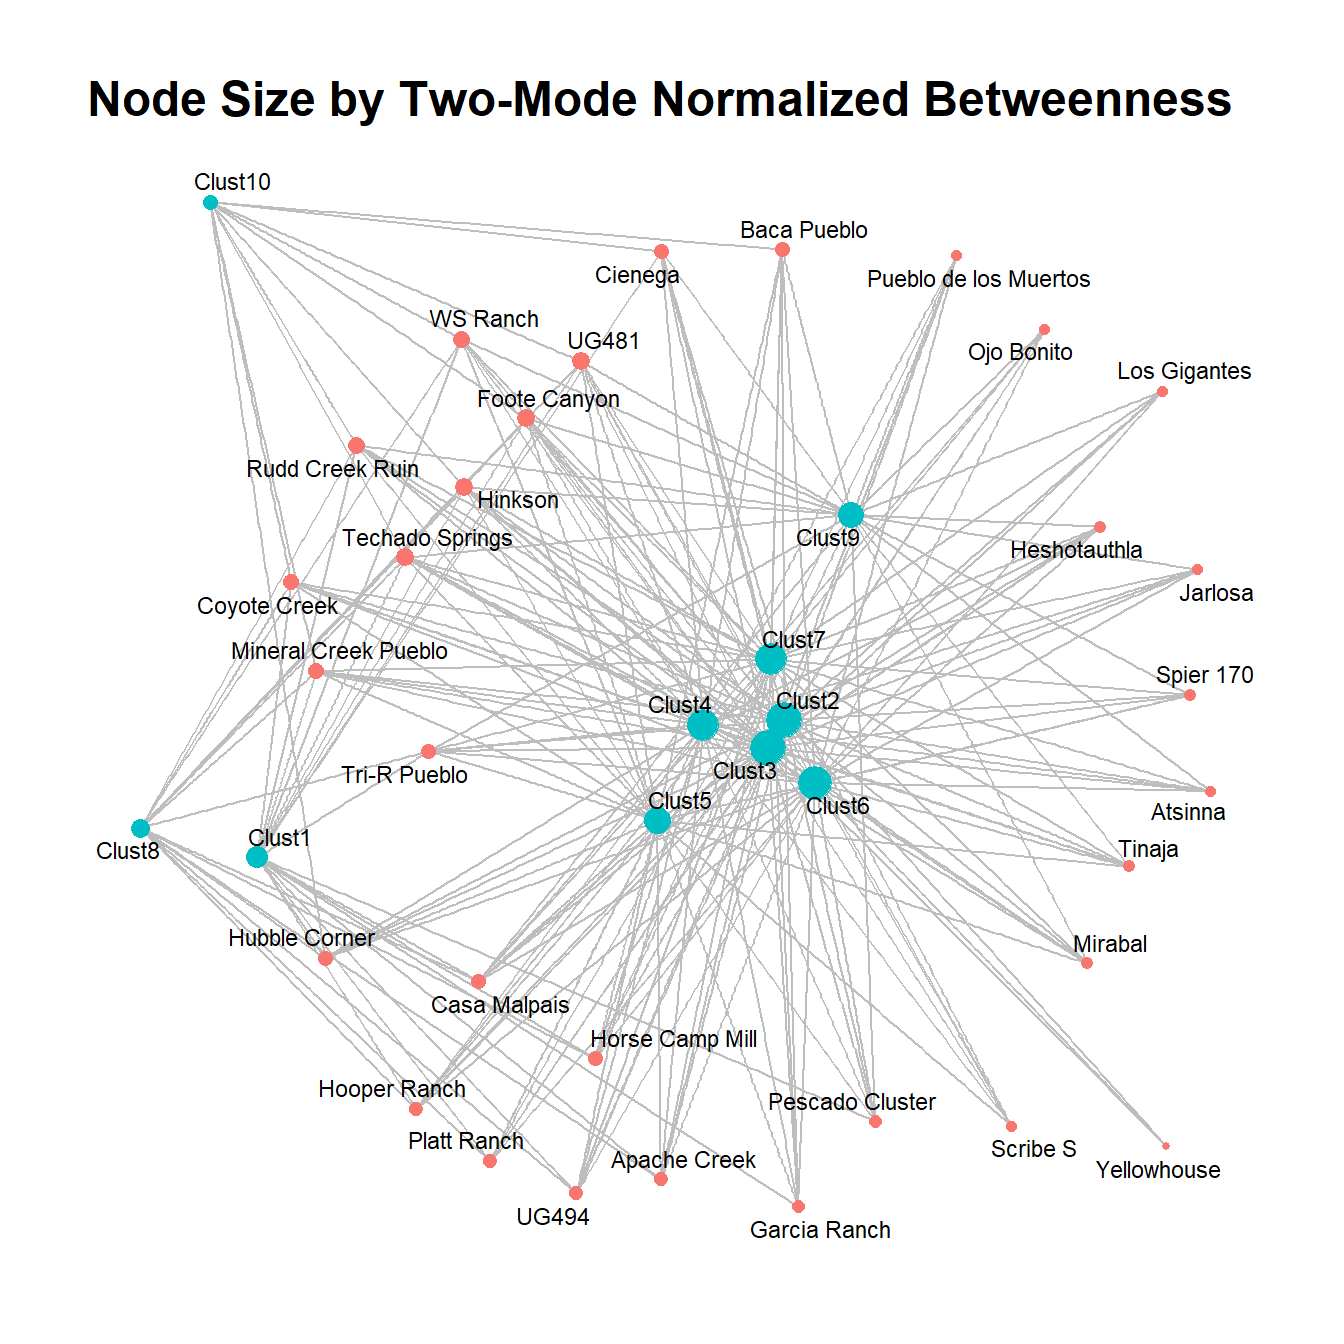 Node Size by Two-Mode Normalized Betweenness
Clust10
Baca Pueblo
Cienega
Pueblo de los Muertos
WS Ranch
UG481
Ojo Bonito
Los Gigantes
Foote Canyon
Rudd Creek Ruin
Hinkson
Techado Springs
Clust9
Heshotauthla
Jarlosa
Coyote Creek
Mineral Creek Pueblo
Clust7
Spier 170
Clust4
Clust2
Tri-R Pueblo
Clust3
Clust5
Clust6
Atsinna
Clust1
Clust8
Tinaja
Hubble Corner
Mirabal
Casa Malpais
Horse Camp Mill
Hooper Ranch
Pescado Cluster
Platt Ranch
Scribe S
Apache Creek
Yellowhouse
UG494
Garcia Ranch